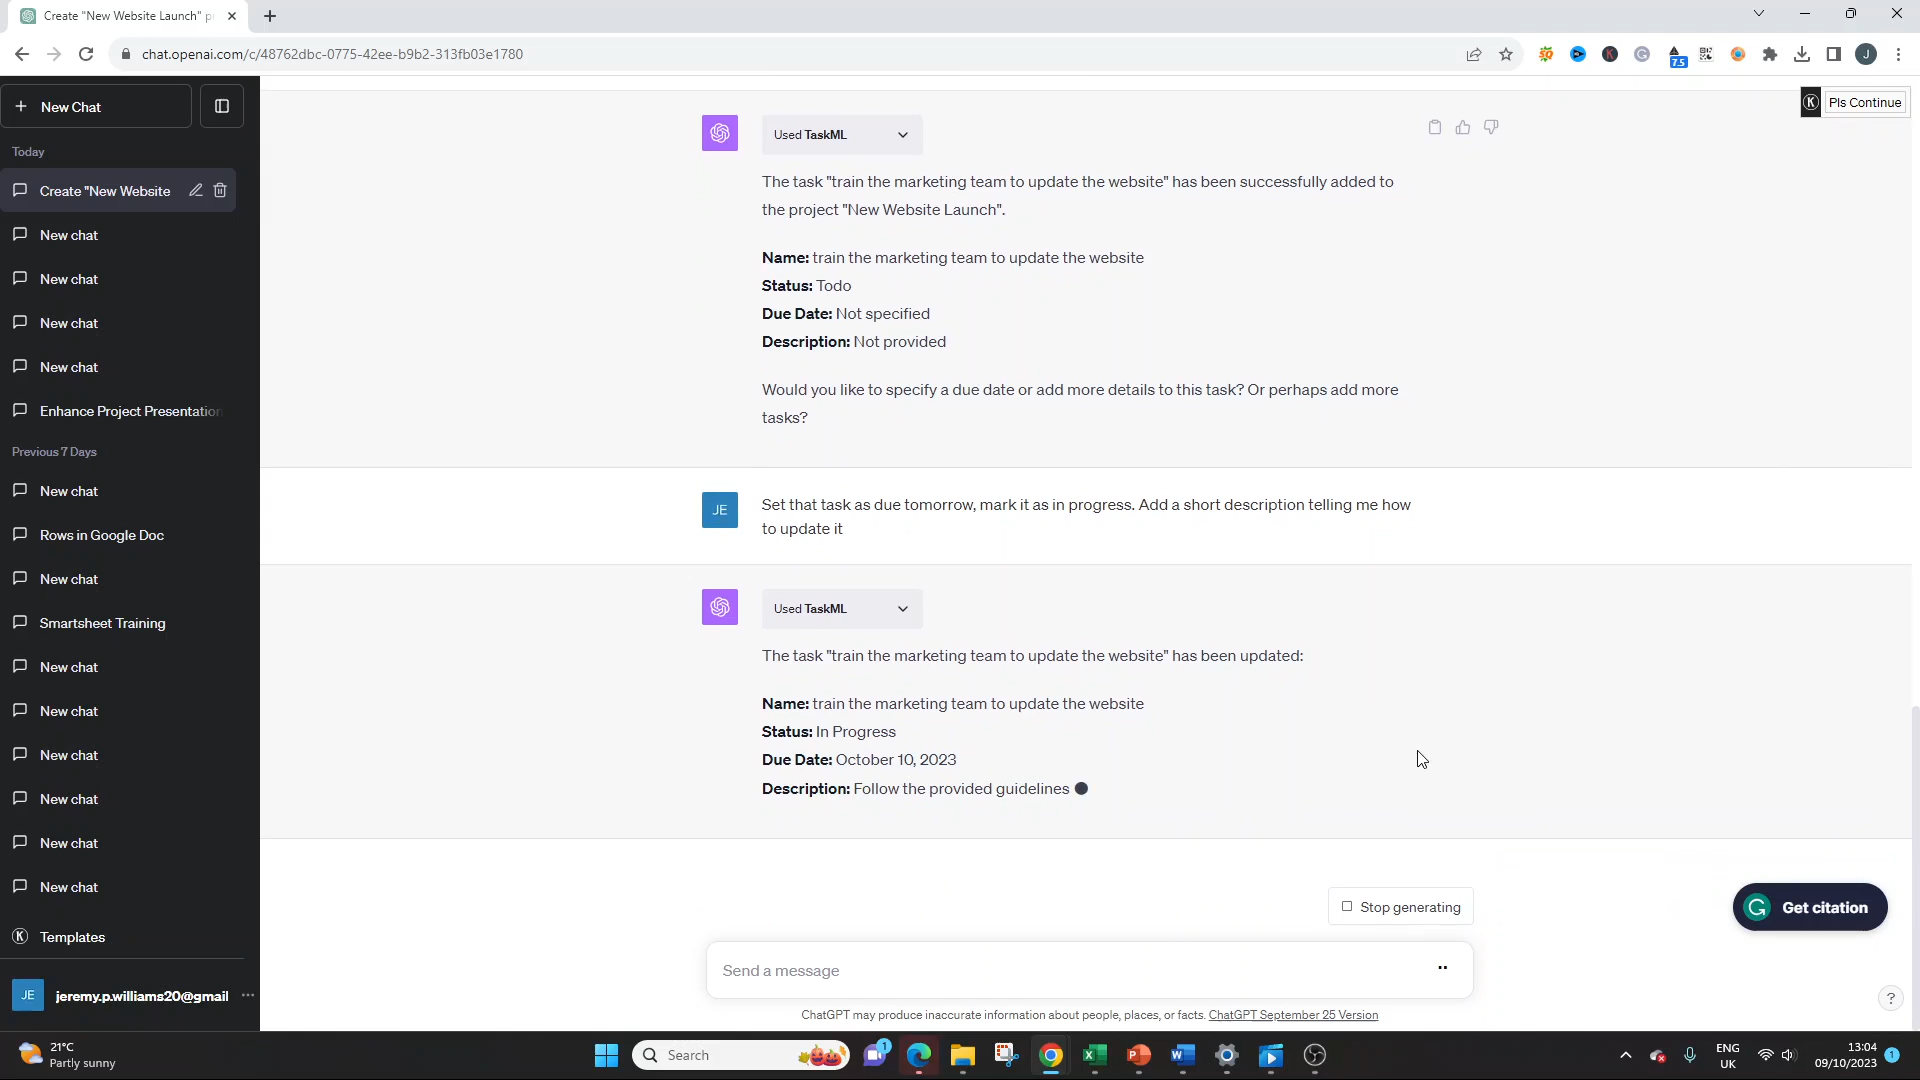 Create "New Website Launch" p
chat.openai.com/c/48762dbc-0775-42ee-b9b2-313fb03e1780
7.5
J
New Chat
K
Pls Continue
Today
Create "New Website
New chat
New chat
New chat
New chat
Enhance Project Presentation
Previous 7 Days
New chat
Rows in Google Doc
New chat
Smartsheet Training
New chat
New chat
New chat
New chat
New chat
New chat
K
Templates
JE
jeremy.p.williams20@gmail
Used TaskML
The task "train the marketing team to update the website" has been successfully added to
the project "New Website Launch".
Name: train the marketing team to update the website
Status: Todo
Due Date: Not specified
Description: Not provided
Would you like to specify a due date or add more details to this task? Or perhaps add more
tasks?
JE
Set that task as due tomorrow, mark it as in progress. Add a short description telling me how
to update it
Used TaskML
The task "train the marketing team to update the website" has been updated:
Name: train the marketing team to update the website
Status: In Progress
Due Date: October 10, 2023
Description: Follow the provided guidelines
Stop generating
Get citation
Send a message
?
ChatGPT may produce inaccurate information about people, places, or facts. ChatGPT September 25 Version
21°C
Partly sunny
Search
1
ENG
UK
13:04
09/10/2023
1